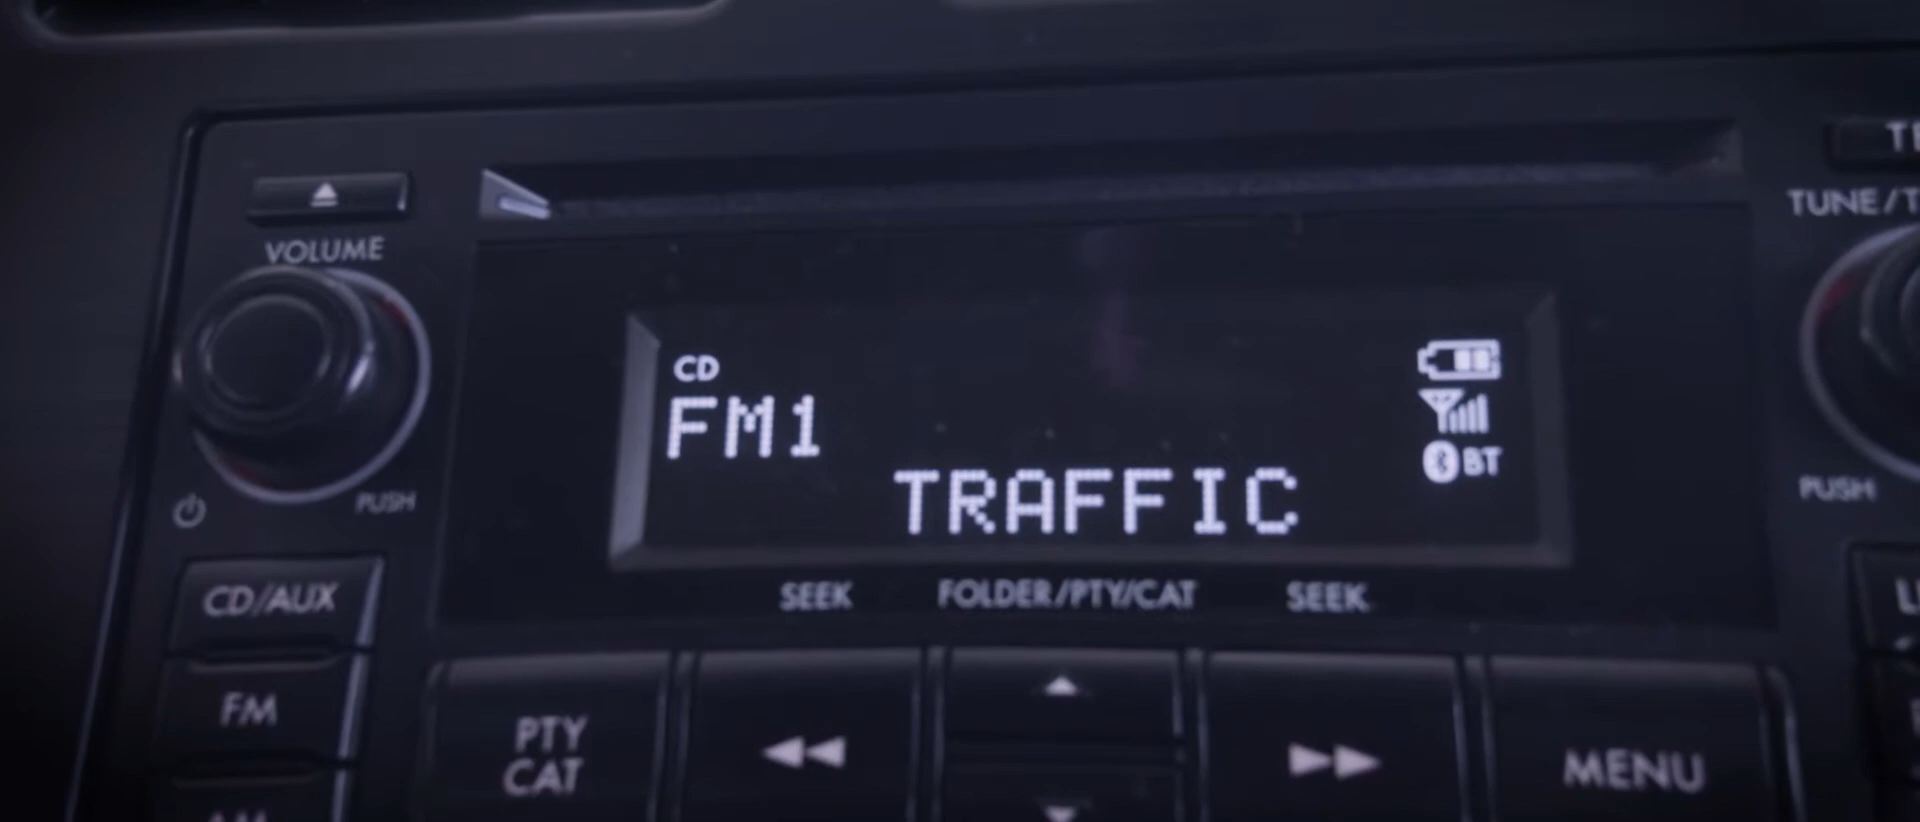 VOLUME
TUNE/T
CD
FM1
BT
TRAFFIC
PUSH
PUSH
CD/AUX
SEEK
FOLDER/PTY/CAT
SEEK
FM
PTY
CAT
MENU